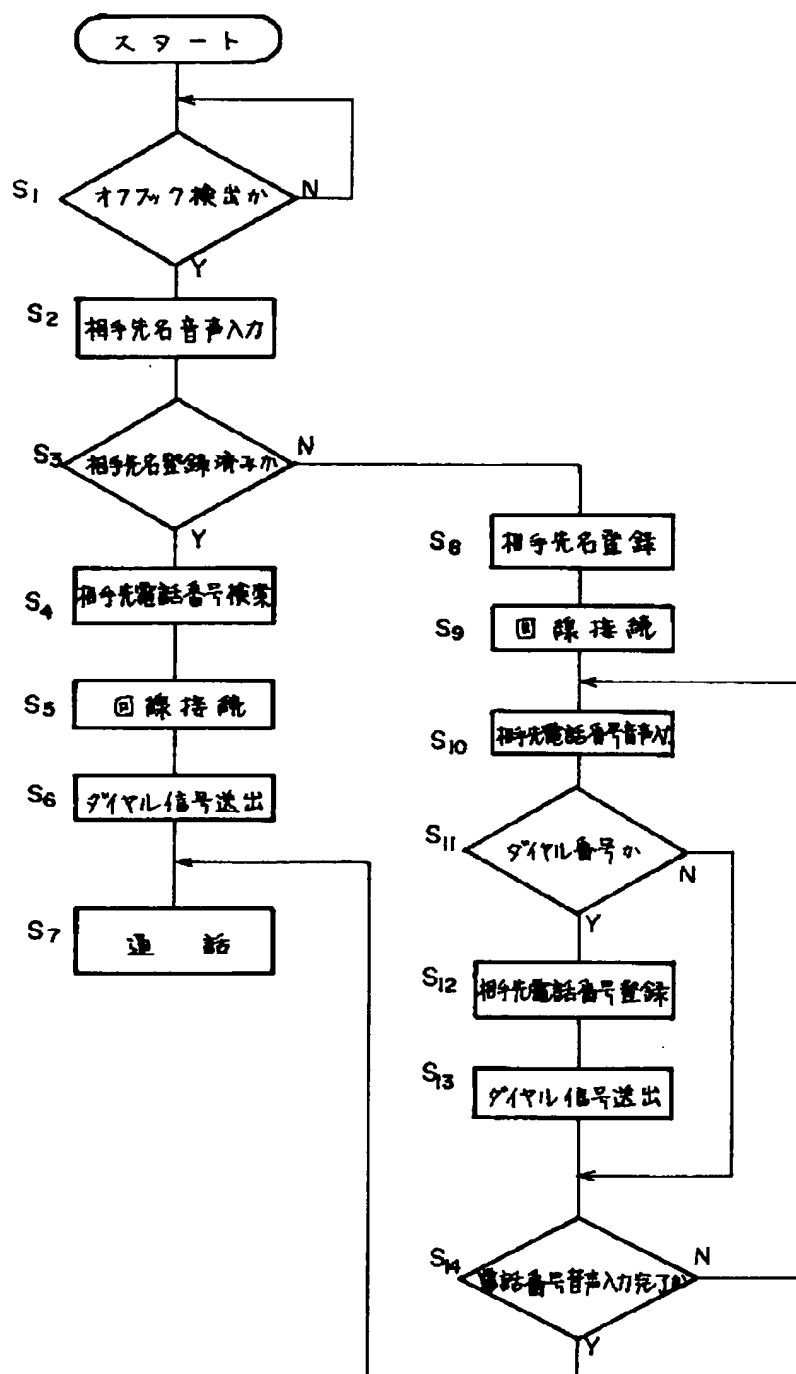 スタート
S1 オフフック検出か N
Y
S2 相手先名音声入力
S3 相手先名登録済みか N
Y
S4 相手先電話番号検索
S5 回線接続
S6 ダイヤル信号送出
S7 通話
S8 相手先名登録
S9 回線接続
S10 相手先電話番号音声入力
S11 ダイヤル番号か N
Y
S12 相手先電話番号登録
S13 ダイヤル信号送出
S14 電話番号音声入力完了か N
Y